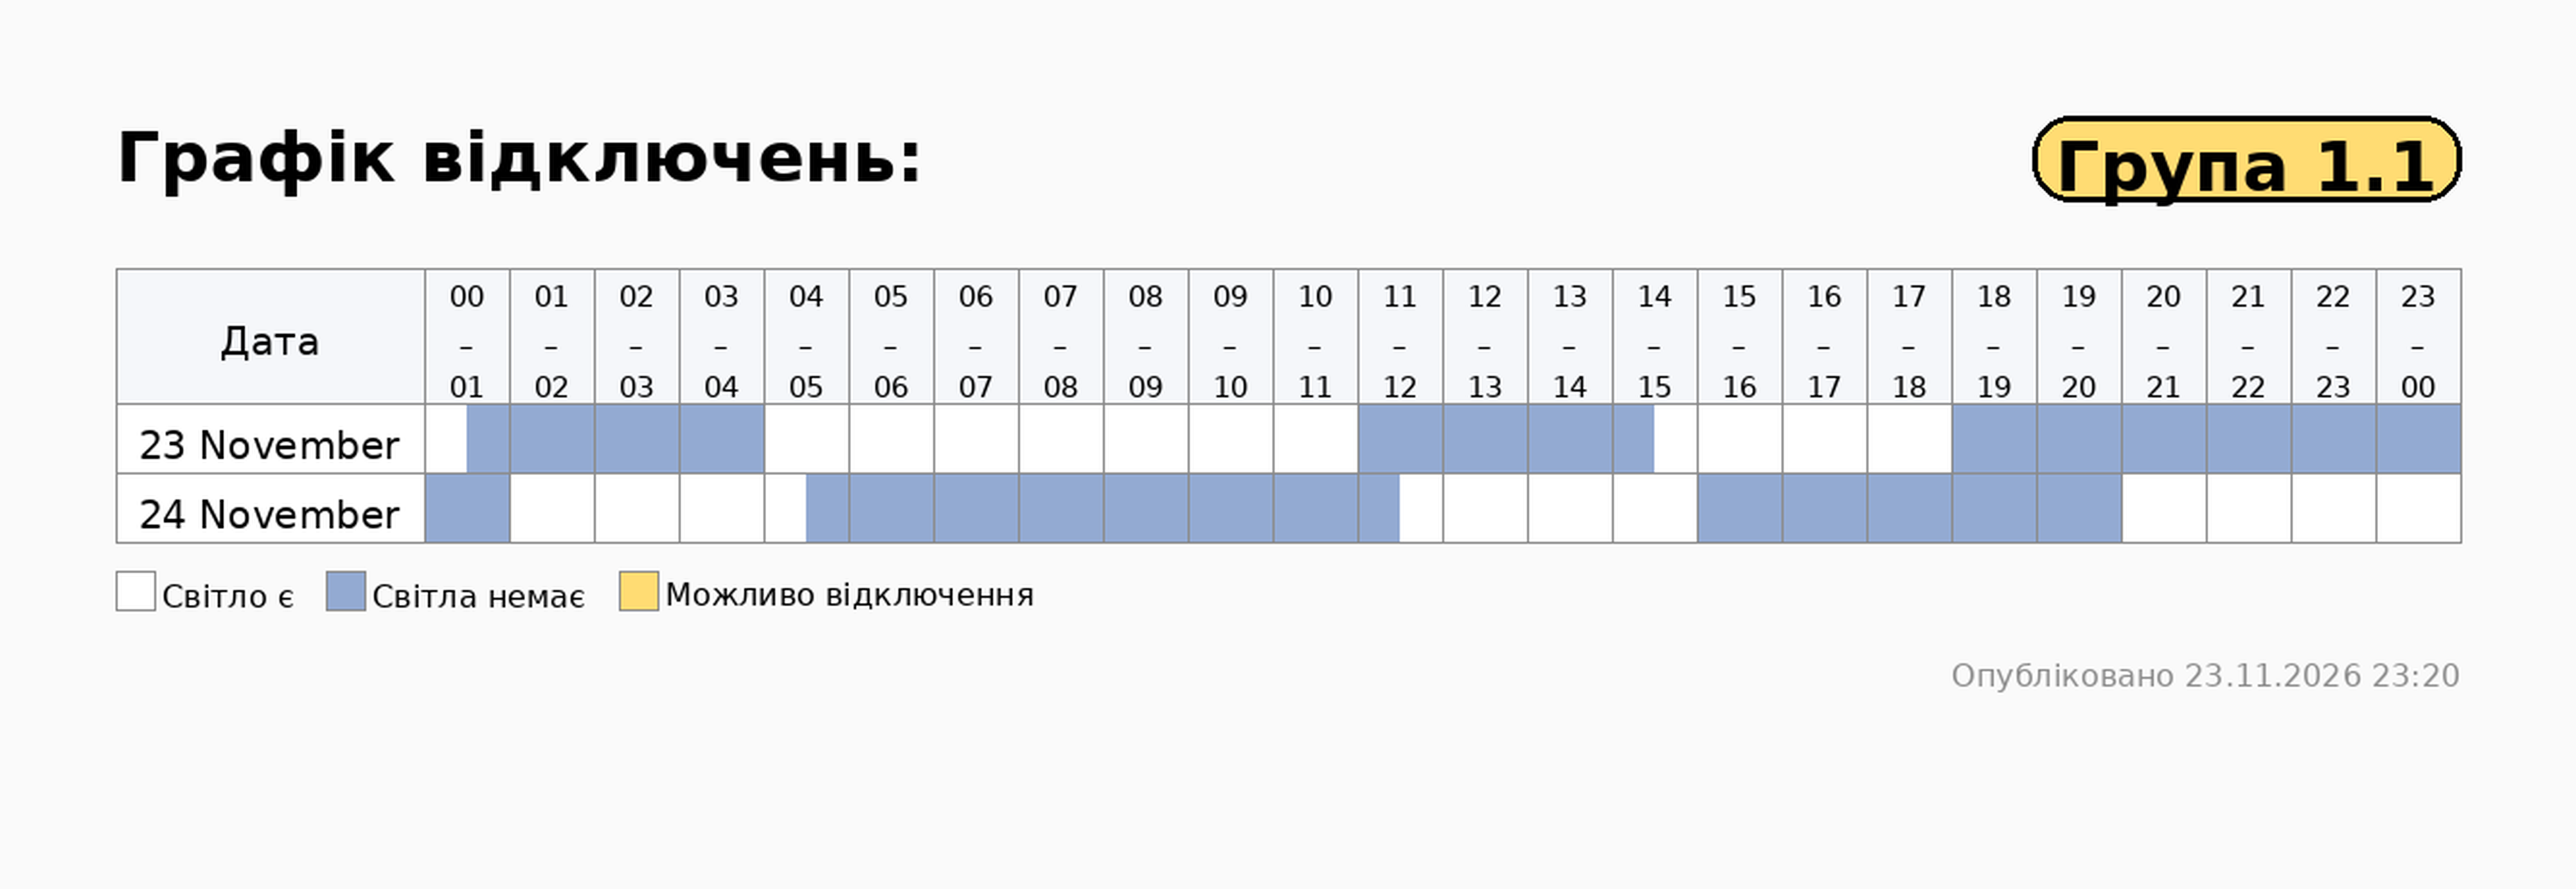 Графік відключень:
Група 1.1
Дата
00 – 01
01 – 02
02 – 03
03 – 04
04 – 05
05 – 06
06 – 07
07 – 08
08 – 09
09 – 10
10 – 11
11 – 12
12 – 13
13 – 14
14 – 15
15 – 16
16 – 17
17 – 18
18 – 19
19 – 20
20 – 21
21 – 22
22 – 23
23 – 00
23 November
24 November
Світло є
Світла немає
Можливо відключення
Опубліковано 23.11.2026 23:20